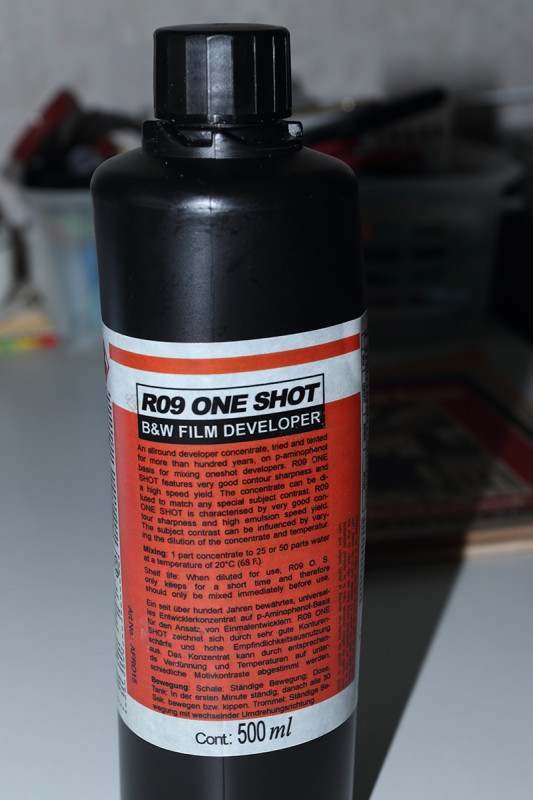 R09 ONE SHOT
B&W FILM DEVELOPER
An allround developer concentrate, tried and tested
for more than hundred years, on p-aminophenol
basis for mixing oneshot developers. R09 ONE
SHOT features very good contour sharpness and
a high speed yield. The concentrate can be di-
luted to match any special subject contrast. R09
ONE SHOT is characterised by very good con-
tour sharpness and high emulsion speed yield.
The subject contrast can be influenced by vary-
ing the dilution of the concentrate and temperatur.
Mixing: 1 part concentrate to 25 or 50 parts water
at a temperature of 20°C (68 F.).
Shelf life: When diluted for use, R09 O. S.
only keeps for a short time and therefore
should only be mixed immediately before use.
Ein seit über hundert Jahren bewährtes, universel-
les Entwicklerkonzentrat auf p-Aminophenol-Basis
für den Ansatz von Einmalentwicklern. R09 ONE
SHOT zeichnet sich durch sehr gute Konturen-
schärfe und hohe Empfindlichkeitsausnutzung
aus. Das Konzentrat kann durch entsprechen-
de Verdünnung und Temperaturen auf unter-
schiedliche Motivkontraste abgestimmt werden.
Bewegung: Schale: Ständige Bewegung, Dose,
Tank: In der ersten Minute ständig, danach alle 30
Sek. bewegen bzw. kippen. Trommel: Ständige Be-
wegung mit wechselnder Umdrehungsrichtung.
Cont.: 500 ml